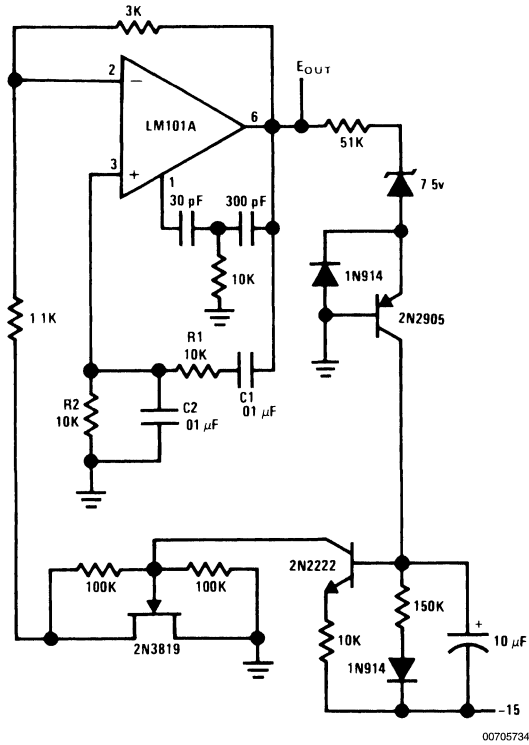 3K
2
−
LM101A
6
E OUT
51K
3
+
1
30 pF
300 pF
7 5v
10K
1N914
2N2905
1 1K
R1
10K
C1
01 μF
R2
10K
C2
01 μF
100K
100K
2N2222
150K
2N3819
10K
1N914
+
10 μF
-15
00705734